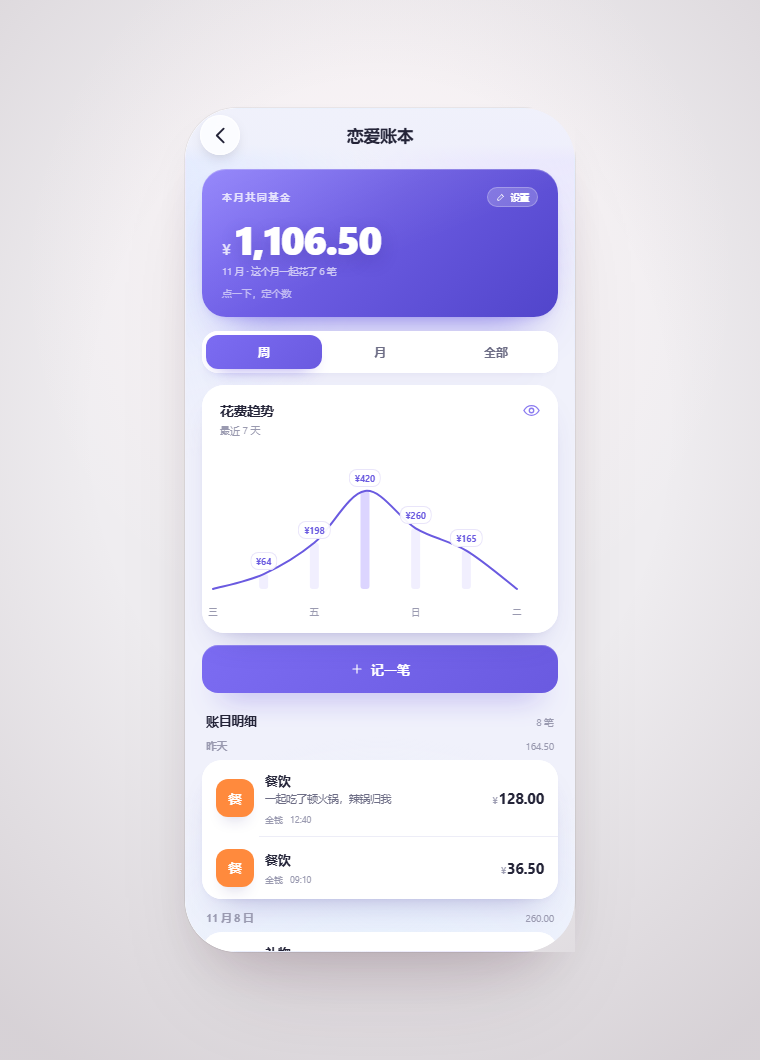 恋爱账本
本月共同基金
设置
¥ 1,106.50
11 月 · 这个月一起花了 6 笔
点一下，定个数
周 月 全部
花费趋势
最近 7 天
¥420
¥198
¥260
¥165
¥64
三 五 日 二
+ 记一笔
账目明细 8 笔
昨天 164.50
餐 餐饮
一起吃了顿火锅，辣锅归我
¥128.00
12:40
餐 餐饮
¥36.50
09:10
11 月 8 日 260.00